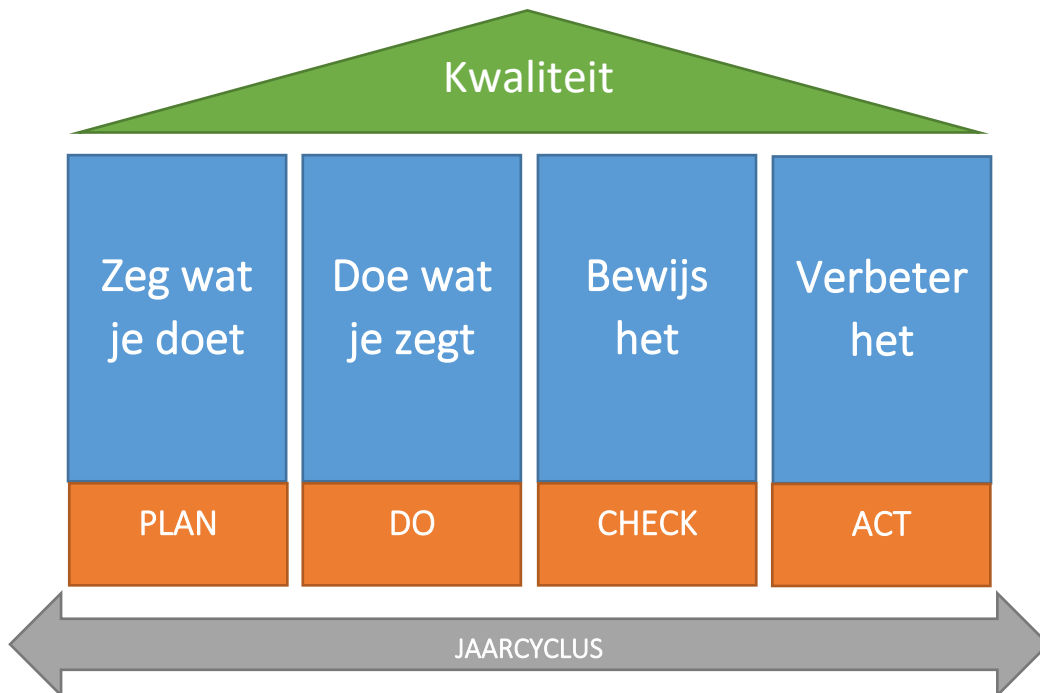 Kwaliteit
Zeg wat
je doet
Doe wat
je zegt
Bewijs
het
Verbeter
het
PLAN
DO
CHECK
ACT
JAARCYCLUS